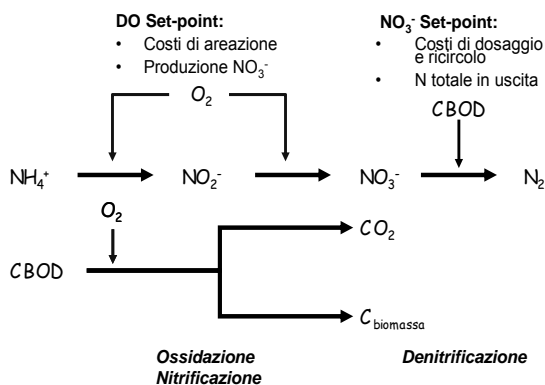 DO Set-point:
• Costi di areazione
• Produzione NO₃⁻
O₂
NO₃⁻ Set-point:
• Costi di dosaggio
e ricircolo
• N totale in uscita
CBOD
NH₄⁺ NO₂⁻ NO₃⁻ N₂
O₂
CBOD
CO₂
C biomassa
Ossidazione
Nitrificazione
Denitrificazione